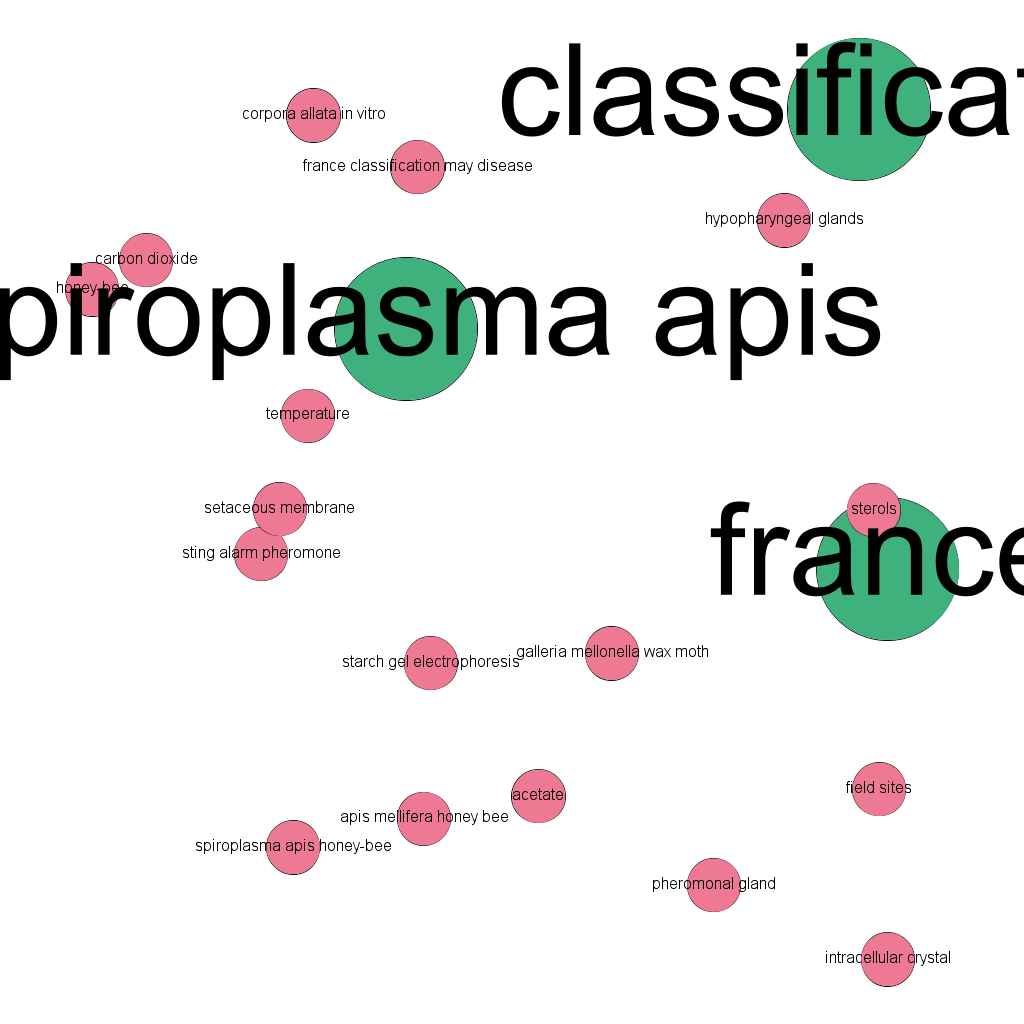 classificat
corpora allata in vitro
france classification may disease
hypopharyngeal glands
carbon dioxide
honey bee
piroplasma apis
temperature
setaceous membrane
sterols
sting alarm pheromone
france
starch gel electrophoresis
galleria mellonella wax moth
field sites
acetate
apis mellifera honey bee
spiroplasma apis honey-bee
pheromonal gland
intracellular crystal